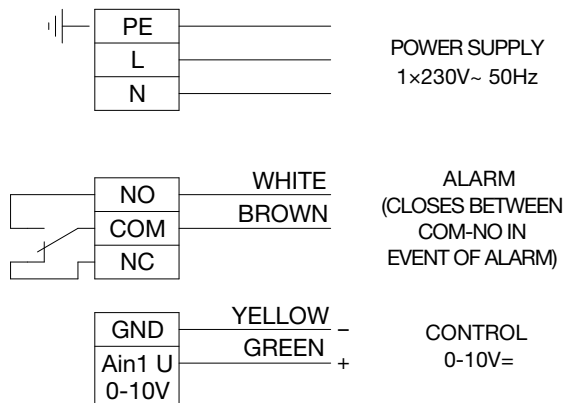 PE
L
N
POWER SUPPLY
1×230V~ 50Hz
NO
COM
NC
WHITE
BROWN
ALARM
(CLOSES BETWEEN
COM-NO IN
EVENT OF ALARM)
GND
Ain1 U
0-10V
YELLOW –
GREEN +
CONTROL
0-10V=